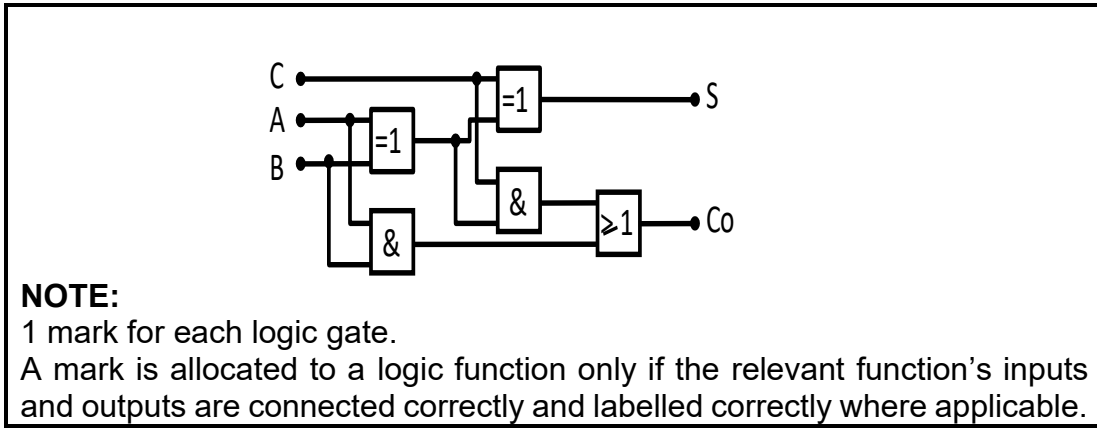 C
=1
S
A
=1
B
&
≥1
Co
&
NOTE:
1 mark for each logic gate.
A mark is allocated to a logic function only if the relevant function's inputs
and outputs are connected correctly and labelled correctly where applicable.